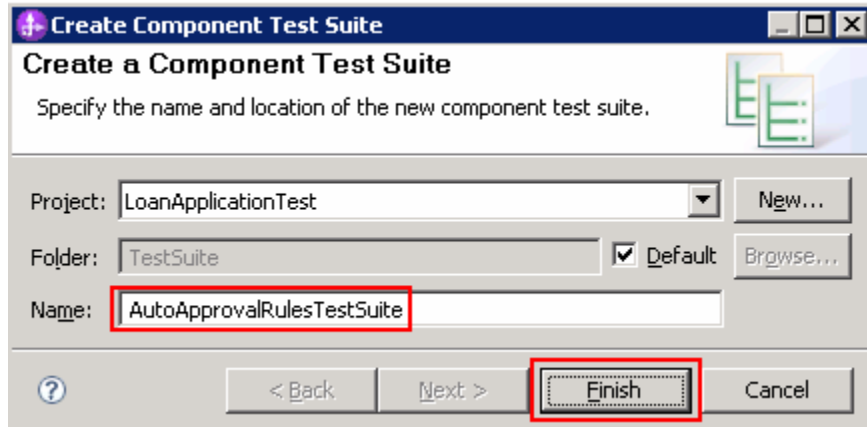 Create Component Test Suite
Create a Component Test Suite
Specify the name and location of the new component test suite.
Project: LoanApplicationTest New...
Folder: TestSuite Default Browse...
Name: AutoApprovalRulesTestSuite
? < Back Next > Finish Cancel